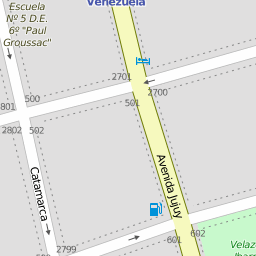 Venezuela
Escuela
Nº 5 D.E.
6º "Paul
Groussac"
2701
2700
500
501
801
2802
502
Catamarca
Avenida Jujuy
602
601
2799
Velaz